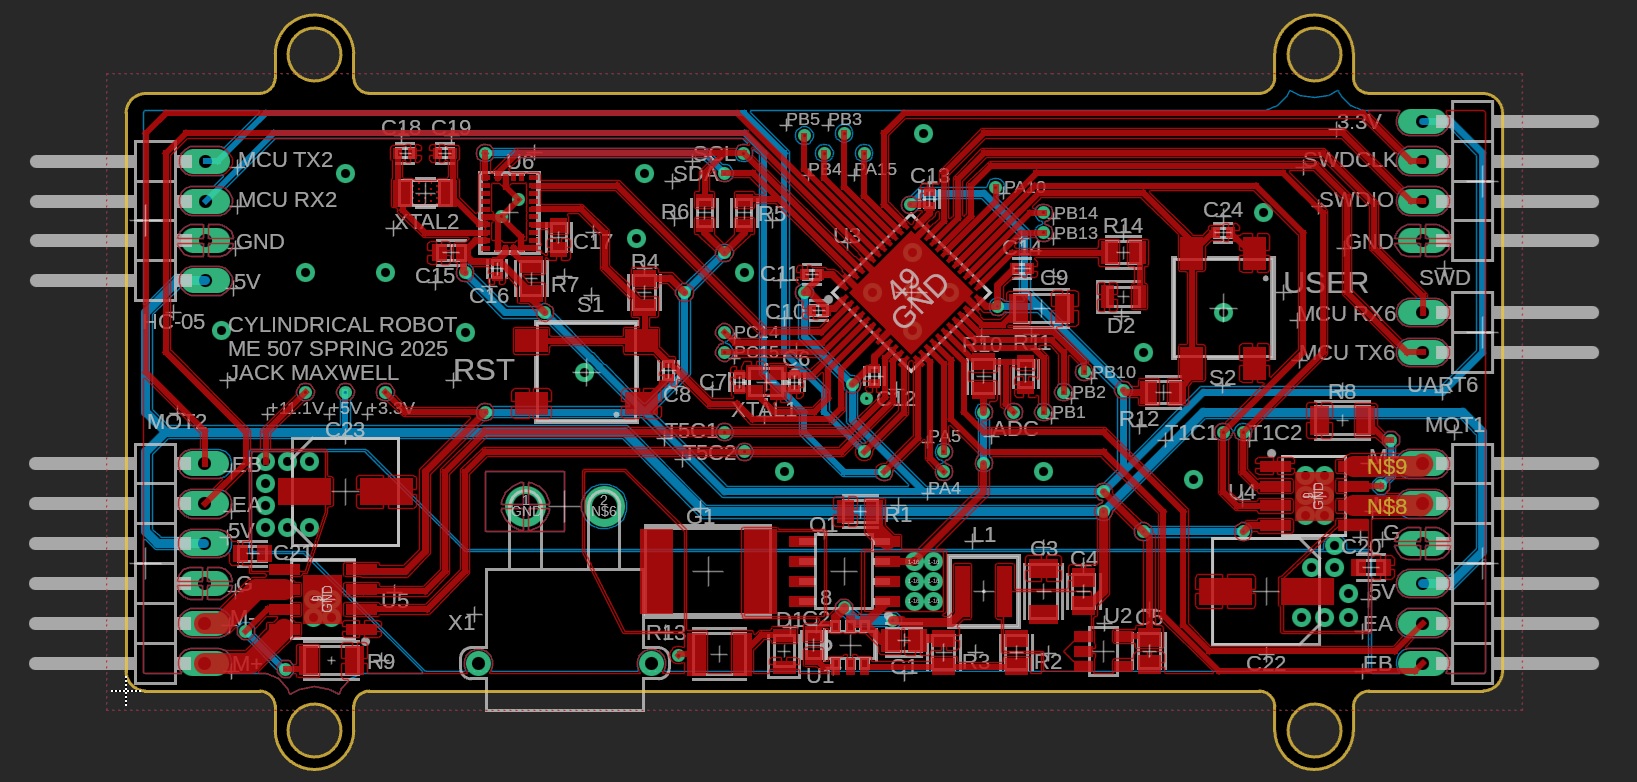 C18 C19
PB5 PB3
3.3V
MCU TX2
U6
SCL
PB4 PA15
SWDCLK
SDA
C13
PA10
MCU RX2
SWDIO
XTAL2
R6
R5
PB14
R14
C24
PB13
GND
C17
U3
GND
C15
R4
C11
49
GND
C9
SWD
5V
C16
R7
S1
USER
HC-05
C10
D2
MCU RX6
CYLINDRICAL ROBOT
ME 507 SPRING 2025
JACK MAXWELL
PC14
PC15
R10
R11
MCU TX6
RST
C7
C6
PB10
S2
UART6
C8
XTAL1
C12
PB2
PB1
R12
R8
+11.1V +5V +3.3V
MOT2
C23
T5C1
ADC
T1C1 T1C2
MOT1
T5C2
PA5
EB
N$9
PA4
U4
GND
EA
1
GND
2
N$6
N$8
5V
G1
R1
Q1
L1
G
C21
C3
C4
C20
G
U5
GND
5V
M-
X1
R13
D1
C2
8
U2
C5
EA
M+
R9
U1
C1
R3
R2
C22
EB